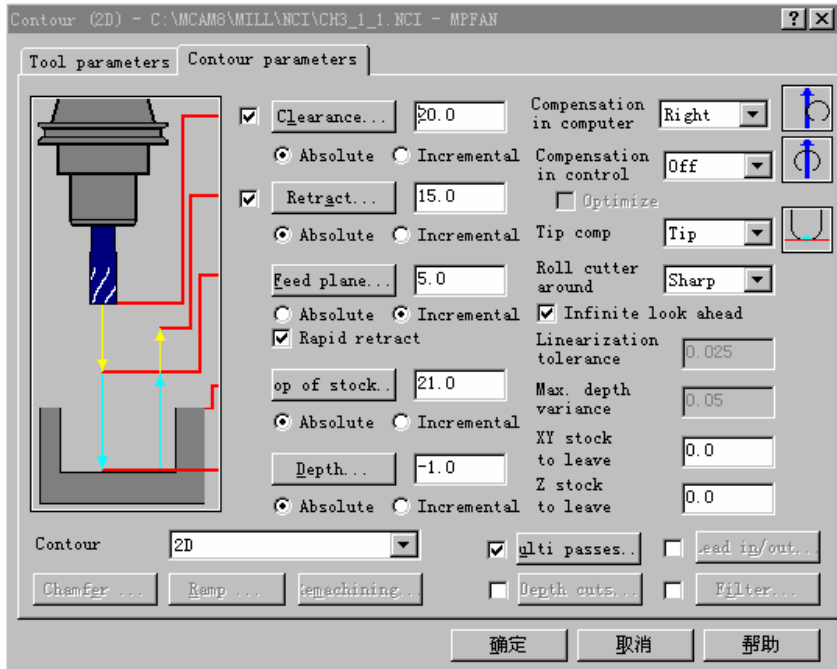 Contour (2D) - C:\MCAM8\MILL\NCI\CH3_1_1.NCI - MPFAN
Tool parameters
Contour parameters
Clearance...
20.0
Absolute
Incremental
Retract...
15.0
Absolute
Incremental
Feed plane...
5.0
Absolute
Incremental
Rapid retract
op of stock..
21.0
Absolute
Incremental
Depth...
-1.0
Absolute
Incremental
Compensation
in computer
Right
Compensation
in control
Off
Optimize
Tip comp
Tip
Roll cutter
around
Sharp
Infinite look ahead
Linearization
tolerance
0.025
Max. depth
variance
0.05
XY stock
to leave
0.0
Z stock
to leave
0.0
Contour
2D
ulti passes..
ead in/out...
Chamfer ...
Ramp ...
emachining...
Depth cuts...
Filter...
确定
取消
帮助